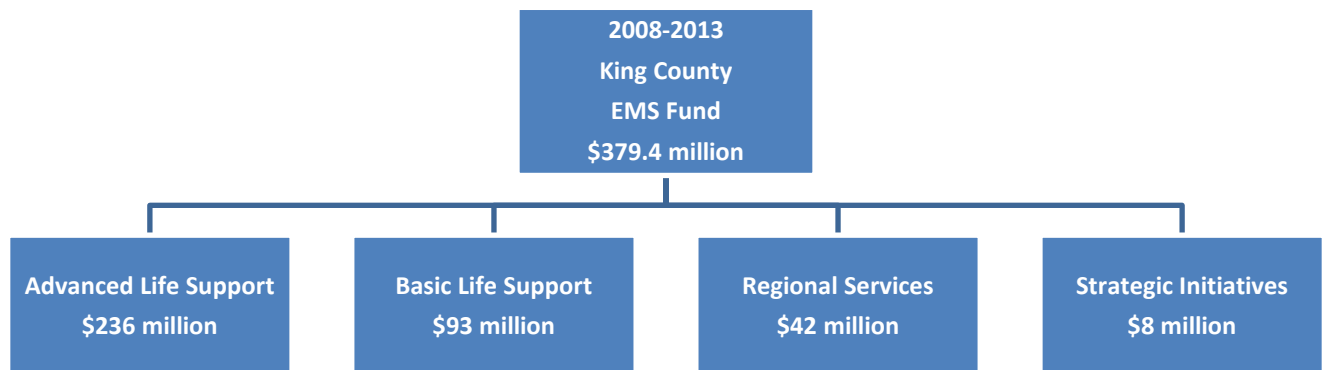 2008-2013
King County
EMS Fund
$379.4 million
Advanced Life Support
$236 million
Basic Life Support
$93 million
Regional Services
$42 million
Strategic Initiatives
$8 million